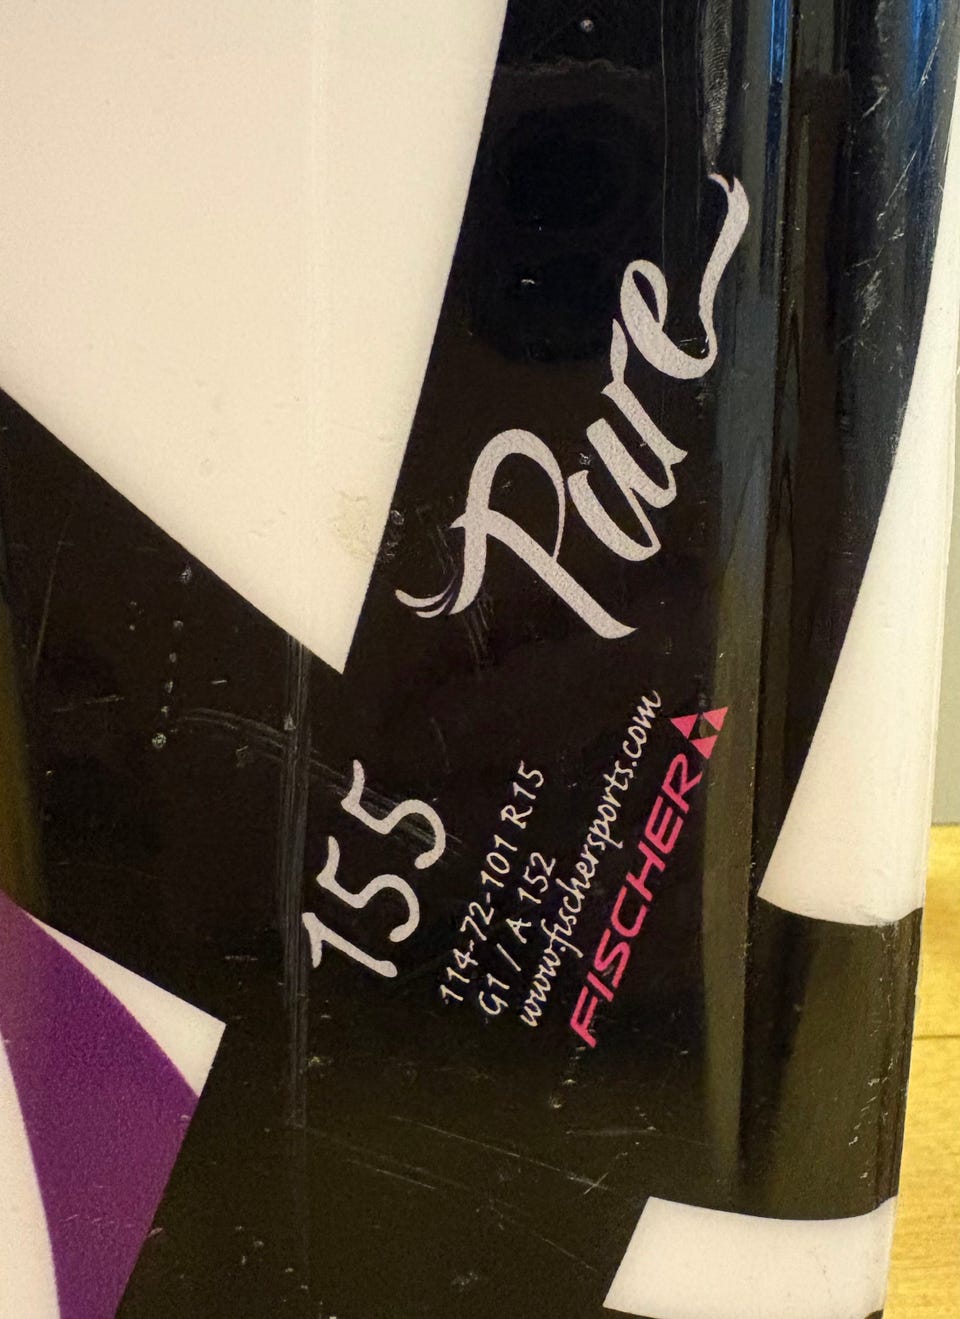 Pure
155
114-72-101 R15
G1 / A 152
www.fischersports.com
FISCHER